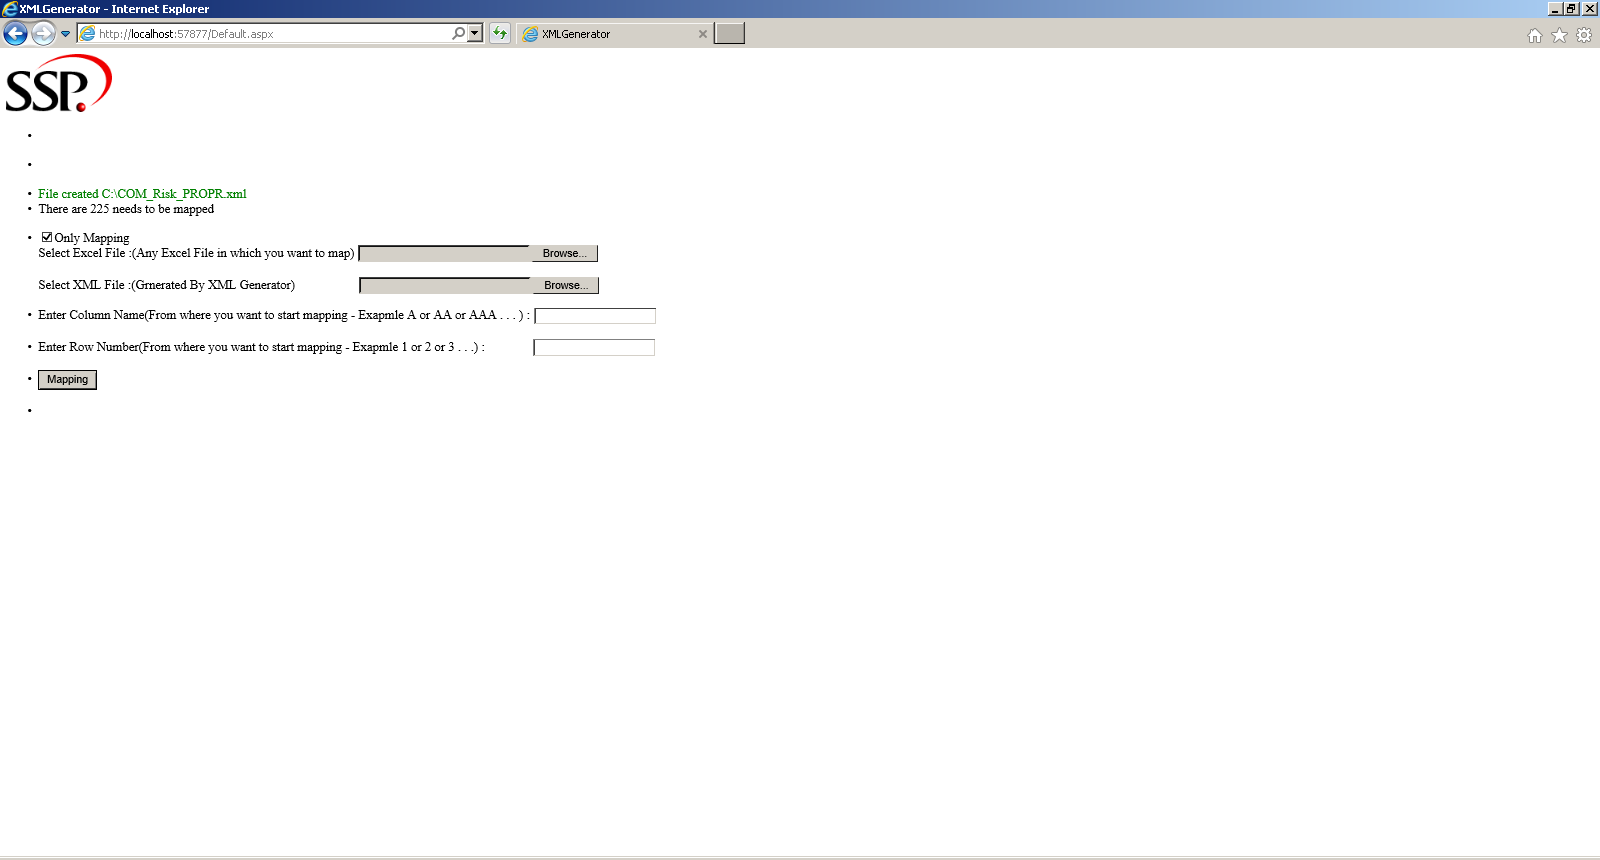 XMLGenerator - Internet Explorer
http://localhost:57877/Default.aspx
XMLGenerator
SSP.
File created C:\COM_Risk_PROPR.xml
There are 225 needs to be mapped
Only Mapping
Select Excel File :(Any Excel File in which you want to map) Browse...
Select XML File :(Grnerated By XML Generator) Browse...
Enter Column Name(From where you want to start mapping - Exapmle A or AA or AAA . . . ) :
Enter Row Number(From where you want to start mapping - Exapmle 1 or 2 or 3 . . .) :
Mapping